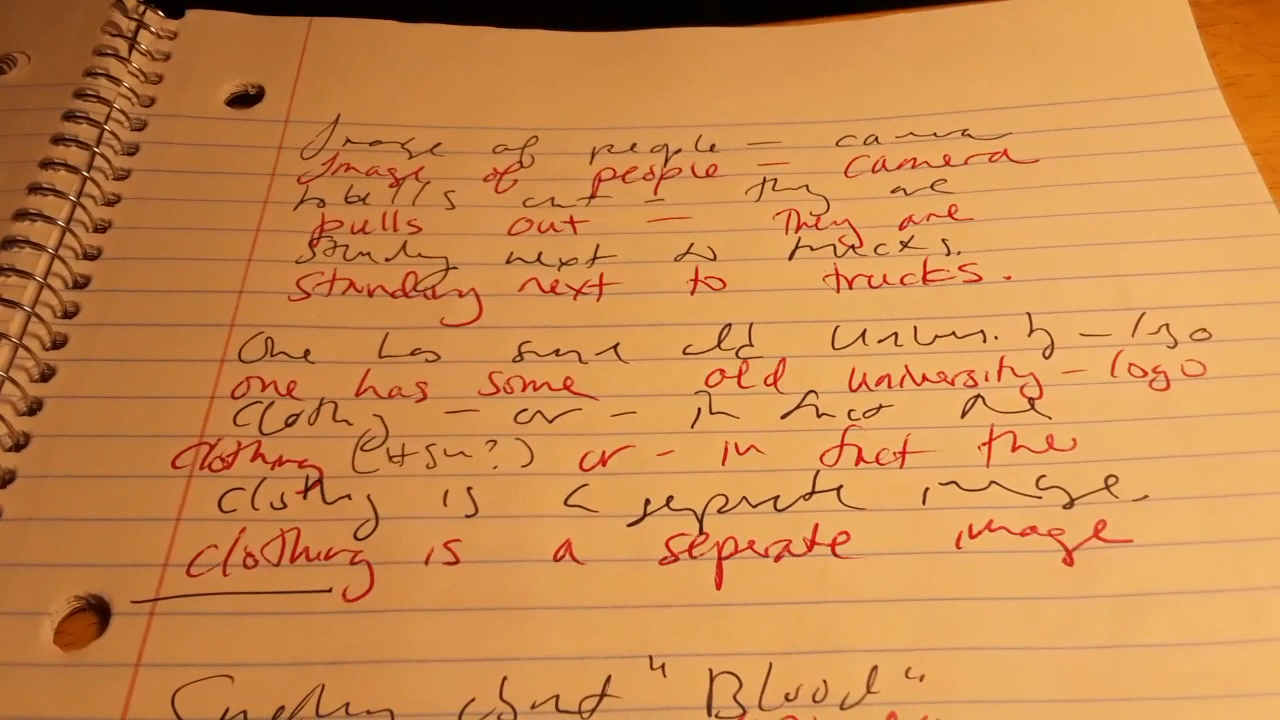 Image of people – camera
Image of people – camera
pulls out – they are
pulls out – They are
standing next to trucks.
standing next to trucks.
One has some old university – logo
one has some old university – logo
clothing – or – in fact the
clothing (etsu?) or – in fact the
clothing is a seperate image.
clothing is a seperate image
"Blood"